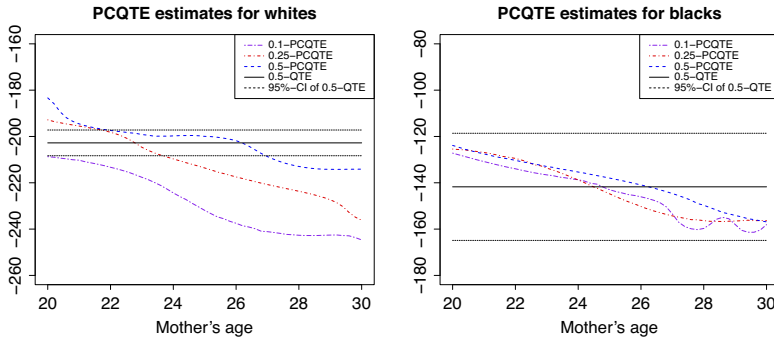 PCQTE estimates for whites
0.1−PCQTE
0.25−PCQTE
0.5−PCQTE
0.5−QTE
95%−CI of 0.5−QTE
−160
−180
−200
−220
−240
−260
20 22 24 26 28 30
Mother's age
PCQTE estimates for blacks
0.1−PCQTE
0.25−PCQTE
0.5−PCQTE
0.5−QTE
95%−CI of 0.5−QTE
−80
−100
−120
−140
−160
−180
20 22 24 26 28 30
Mother's age